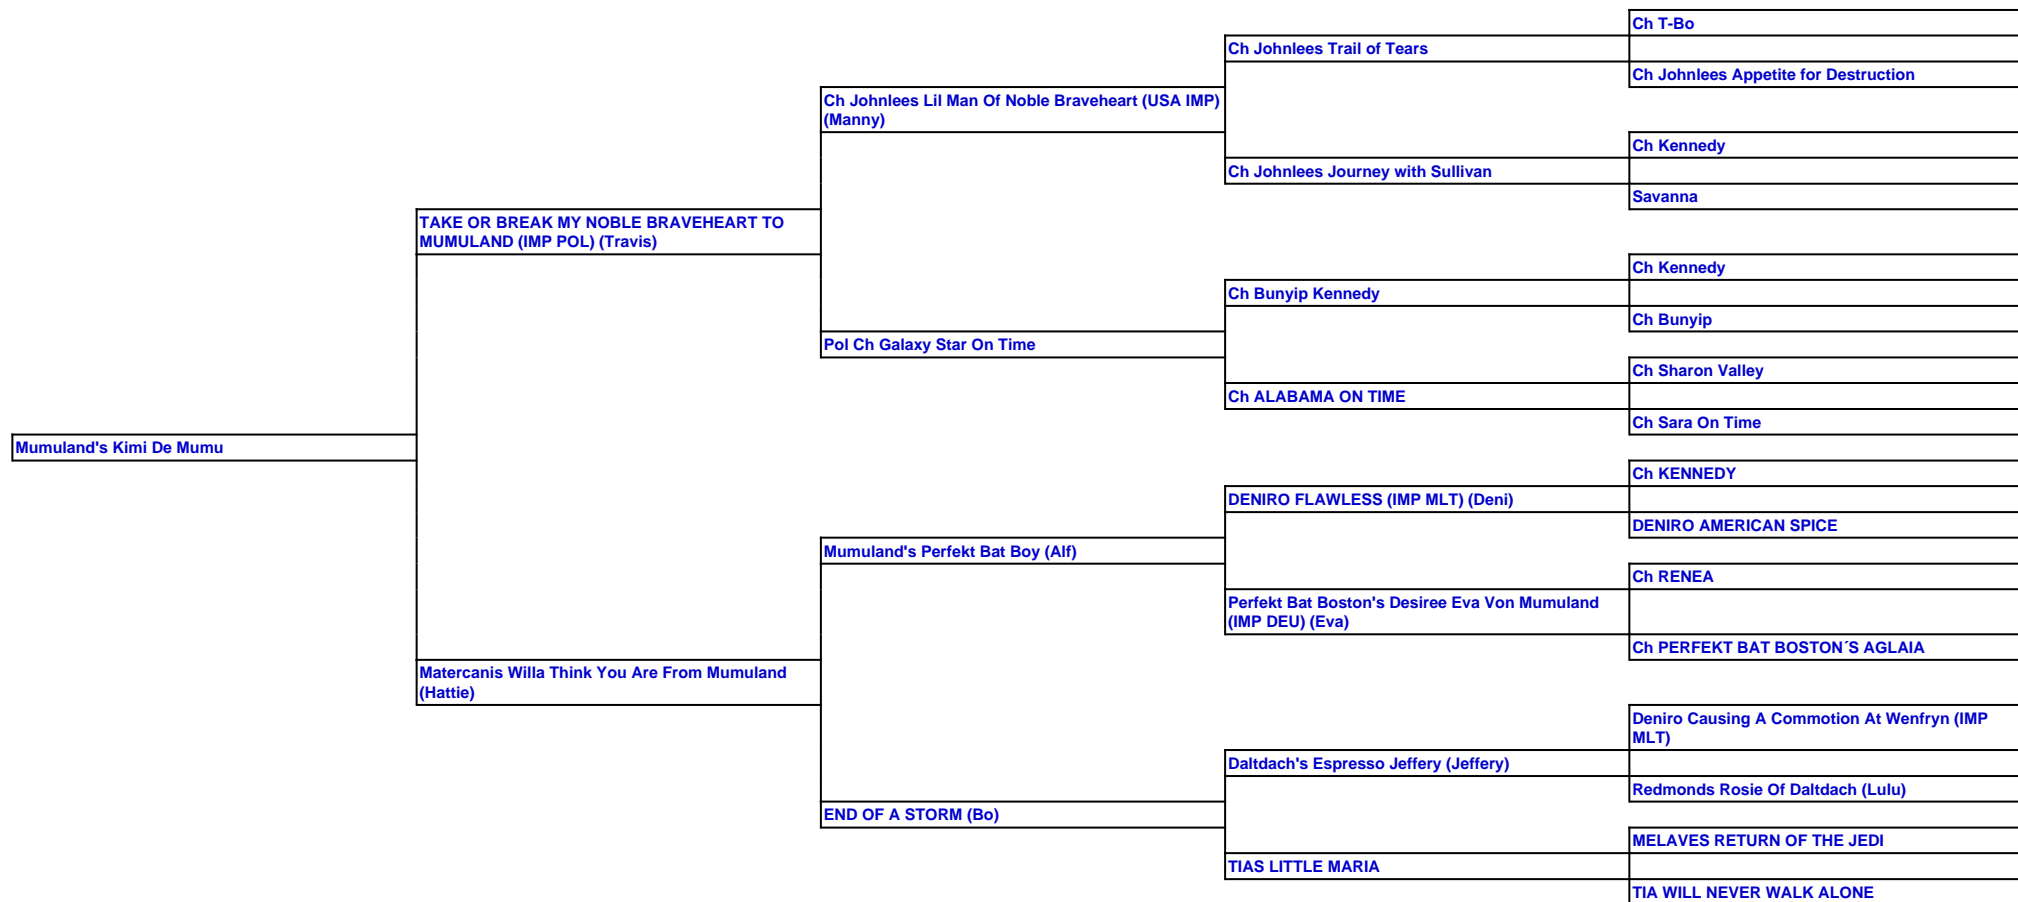 Ch T-Bo
Ch Johnlees Trail of Tears
Ch Johnlees Appetite for Destruction
Ch Johnlees Lil Man Of Noble Braveheart (USA IMP)
(Manny)
Ch Kennedy
Ch Johnlees Journey with Sullivan
Savanna
TAKE OR BREAK MY NOBLE BRAVEHEART TO
MUMULAND (IMP POL) (Travis)
Ch Kennedy
Ch Bunyip Kennedy
Ch Bunyip
Pol Ch Galaxy Star On Time
Ch Sharon Valley
Ch ALABAMA ON TIME
Ch Sara On Time
Mumuland's Kimi De Mumu
Ch KENNEDY
DENIRO FLAWLESS (IMP MLT) (Deni)
DENIRO AMERICAN SPICE
Mumuland's Perfekt Bat Boy (Alf)
Ch RENEA
Perfekt Bat Boston's Desiree Eva Von Mumuland
(IMP DEU) (Eva)
Ch PERFEKT BAT BOSTON´S AGLAIA
Matercanis Willa Think You Are From Mumuland
(Hattie)
Deniro Causing A Commotion At Wenfryn (IMP
MLT)
Daltdach's Espresso Jeffery (Jeffery)
Redmonds Rosie Of Daltdach (Lulu)
END OF A STORM (Bo)
MELAVES RETURN OF THE JEDI
TIAS LITTLE MARIA
TIA WILL NEVER WALK ALONE